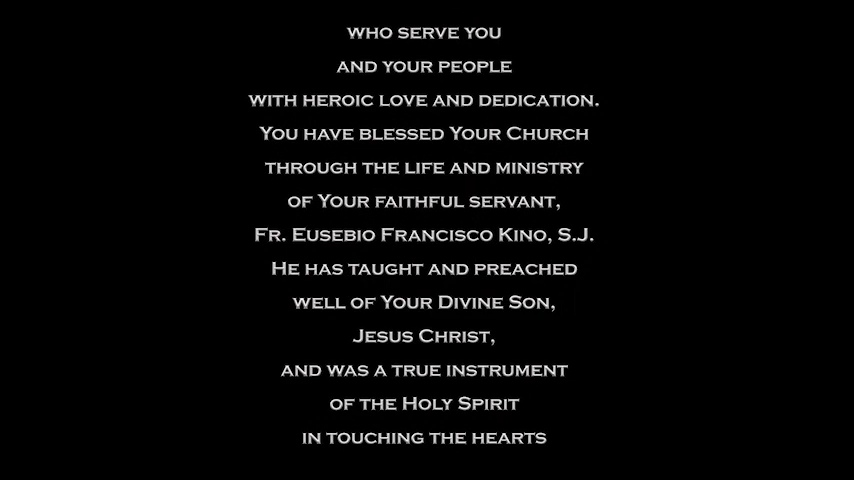 WHO SERVE YOU
AND YOUR PEOPLE
WITH HEROIC LOVE AND DEDICATION.
YOU HAVE BLESSED YOUR CHURCH
THROUGH THE LIFE AND MINISTRY
OF YOUR FAITHFUL SERVANT,
FR. EUSEBIO FRANCISCO KINO, S.J.
HE HAS TAUGHT AND PREACHED
WELL OF YOUR DIVINE SON,
JESUS CHRIST,
AND WAS A TRUE INSTRUMENT
OF THE HOLY SPIRIT
IN TOUCHING THE HEARTS